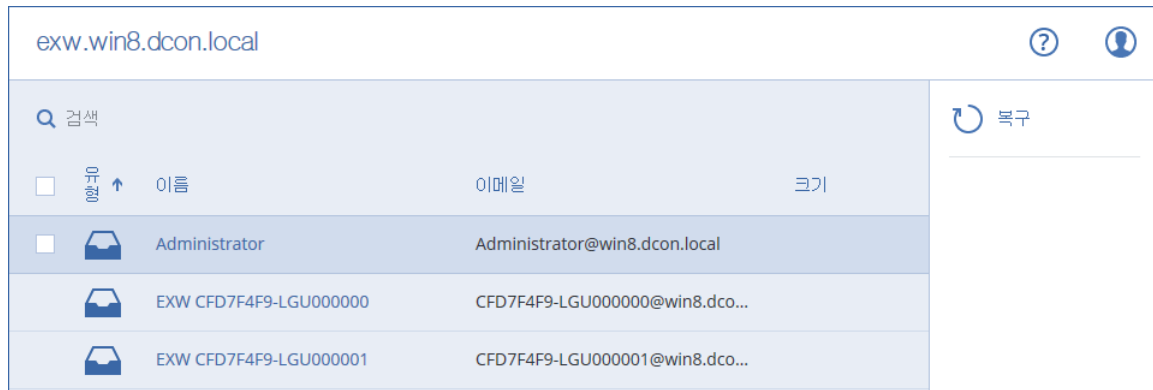 exw.win8.dcon.local
?
검색
복구
유형 이름 이메일 크기
Administrator Administrator@win8.dcon.local
EXW CFD7F4F9-LGU000000 CFD7F4F9-LGU000000@win8.dco...
EXW CFD7F4F9-LGU000001 CFD7F4F9-LGU000001@win8.dco...